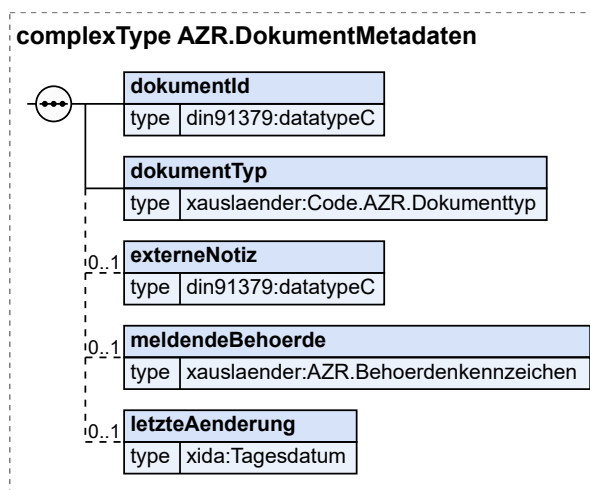 complexType AZR.DokumentMetadaten
dokumentId
type din91379:datatypeC
dokumentTyp
type xauslaender:Code.AZR.Dokumenttyp
0..1 externeNotiz
type din91379:datatypeC
0..1 meldendeBehoerde
type xauslaender:AZR.Behoerdenkennzeichen
0..1 letzteAenderung
type xida:Tagesdatum